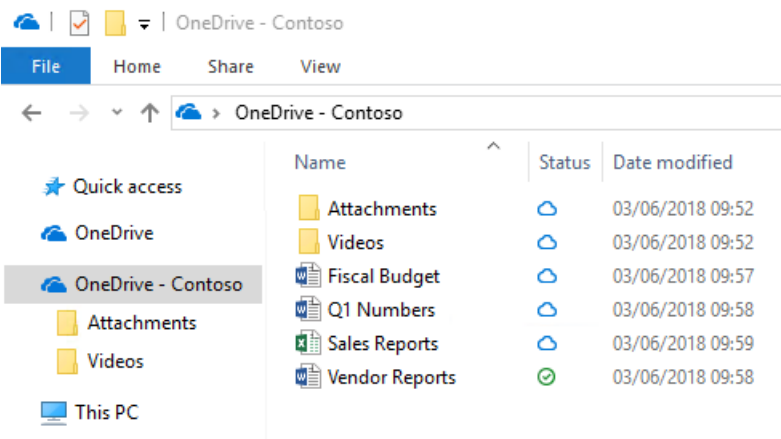 OneDrive - Contoso
File Home Share View
OneDrive - Contoso
Name Status Date modified
Quick access
OneDrive
OneDrive - Contoso
Attachments
Videos
This PC
Attachments 03/06/2018 09:52
Videos 03/06/2018 09:52
Fiscal Budget 03/06/2018 09:57
Q1 Numbers 03/06/2018 09:58
Sales Reports 03/06/2018 09:59
Vendor Reports 03/06/2018 09:58